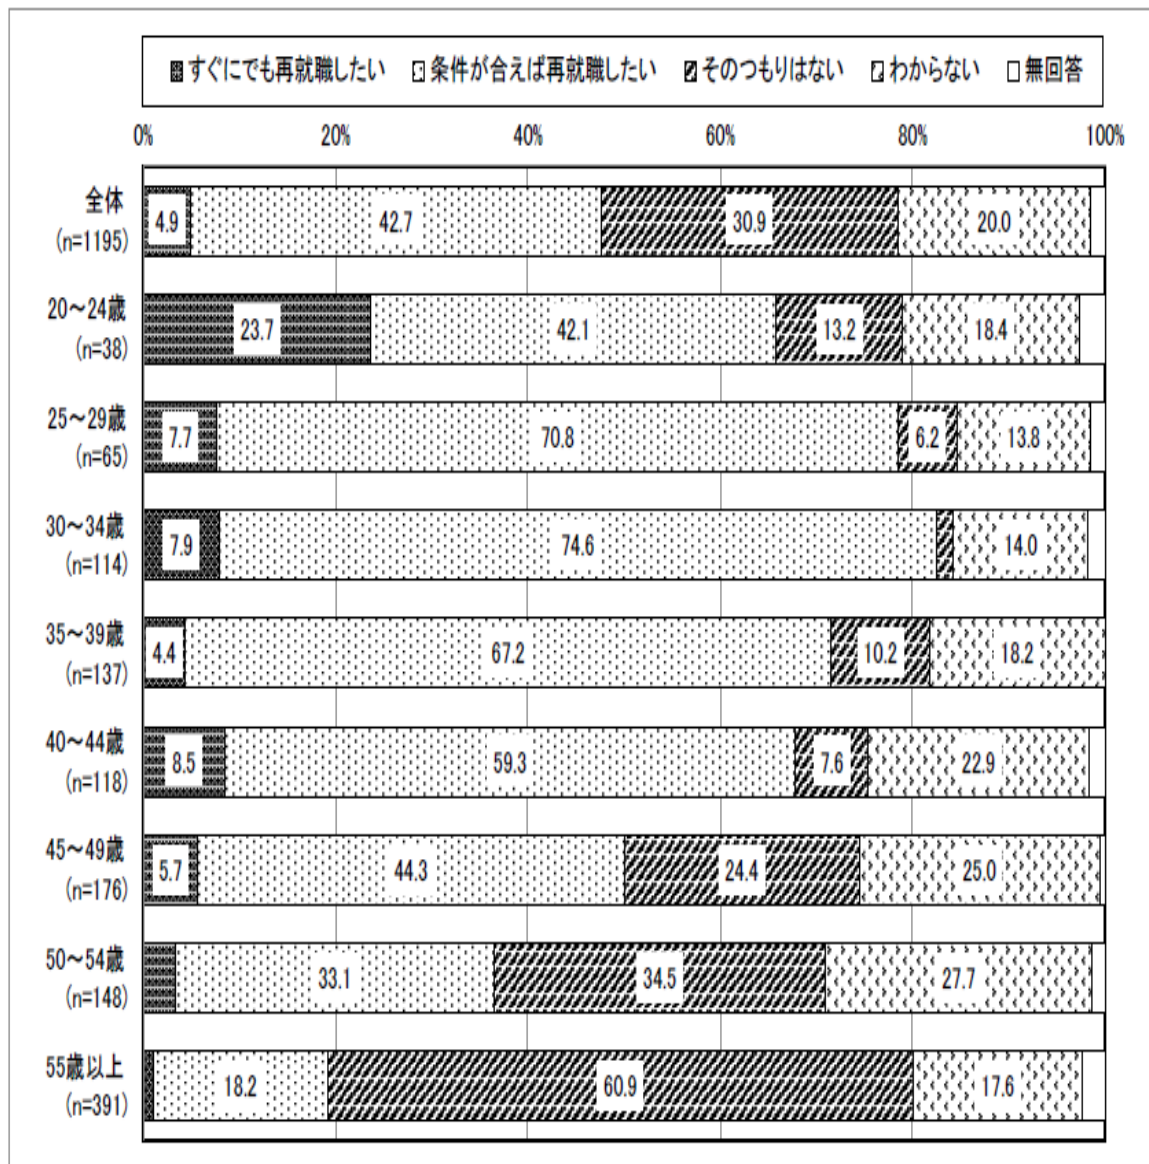 すぐにでも再就職したい 条件が合えば再就職したい そのつもりはない わからない 無回答
0% 20% 40% 60% 80% 100%
全体
(n=1195)
4.9 42.7 30.9 20.0
20～24歳
(n=38)
23.7 42.1 13.2 18.4
25～29歳
(n=65)
7.7 70.8 6.2 13.8
30～34歳
(n=114)
7.9 74.6 14.0
35～39歳
(n=137)
4.4 67.2 10.2 18.2
40～44歳
(n=118)
8.5 59.3 7.6 22.9
45～49歳
(n=176)
5.7 44.3 24.4 25.0
50～54歳
(n=148)
33.1 34.5 27.7
55歳以上
(n=391)
18.2 60.9 17.6